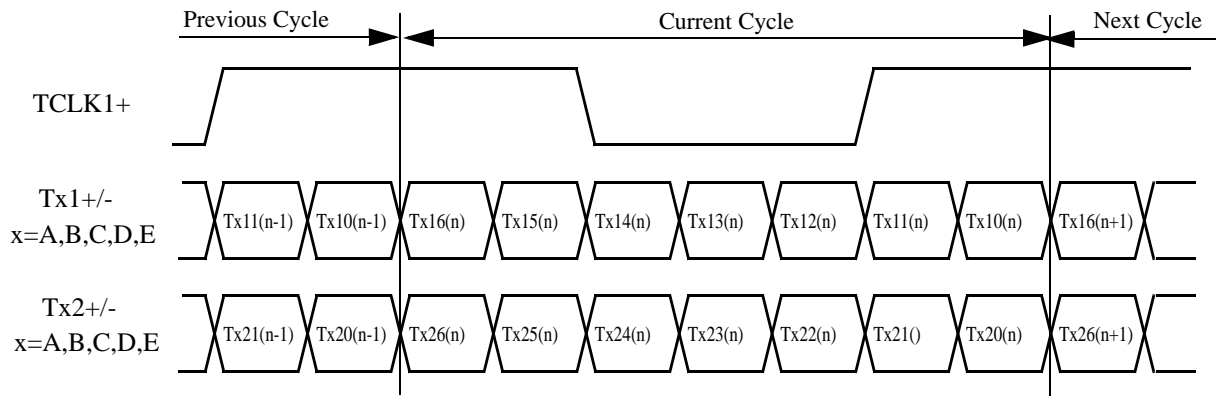 Previous Cycle Current Cycle Next Cycle
TCLK1+
Tx1+/-
x=A,B,C,D,E
Tx11(n-1) Tx10(n-1) Tx16(n) Tx15(n) Tx14(n) Tx13(n) Tx12(n) Tx11(n) Tx10(n) Tx16(n+1)
Tx2+/-
x=A,B,C,D,E
Tx21(n-1) Tx20(n-1) Tx26(n) Tx25(n) Tx24(n) Tx23(n) Tx22(n) Tx21() Tx20(n) Tx26(n+1)